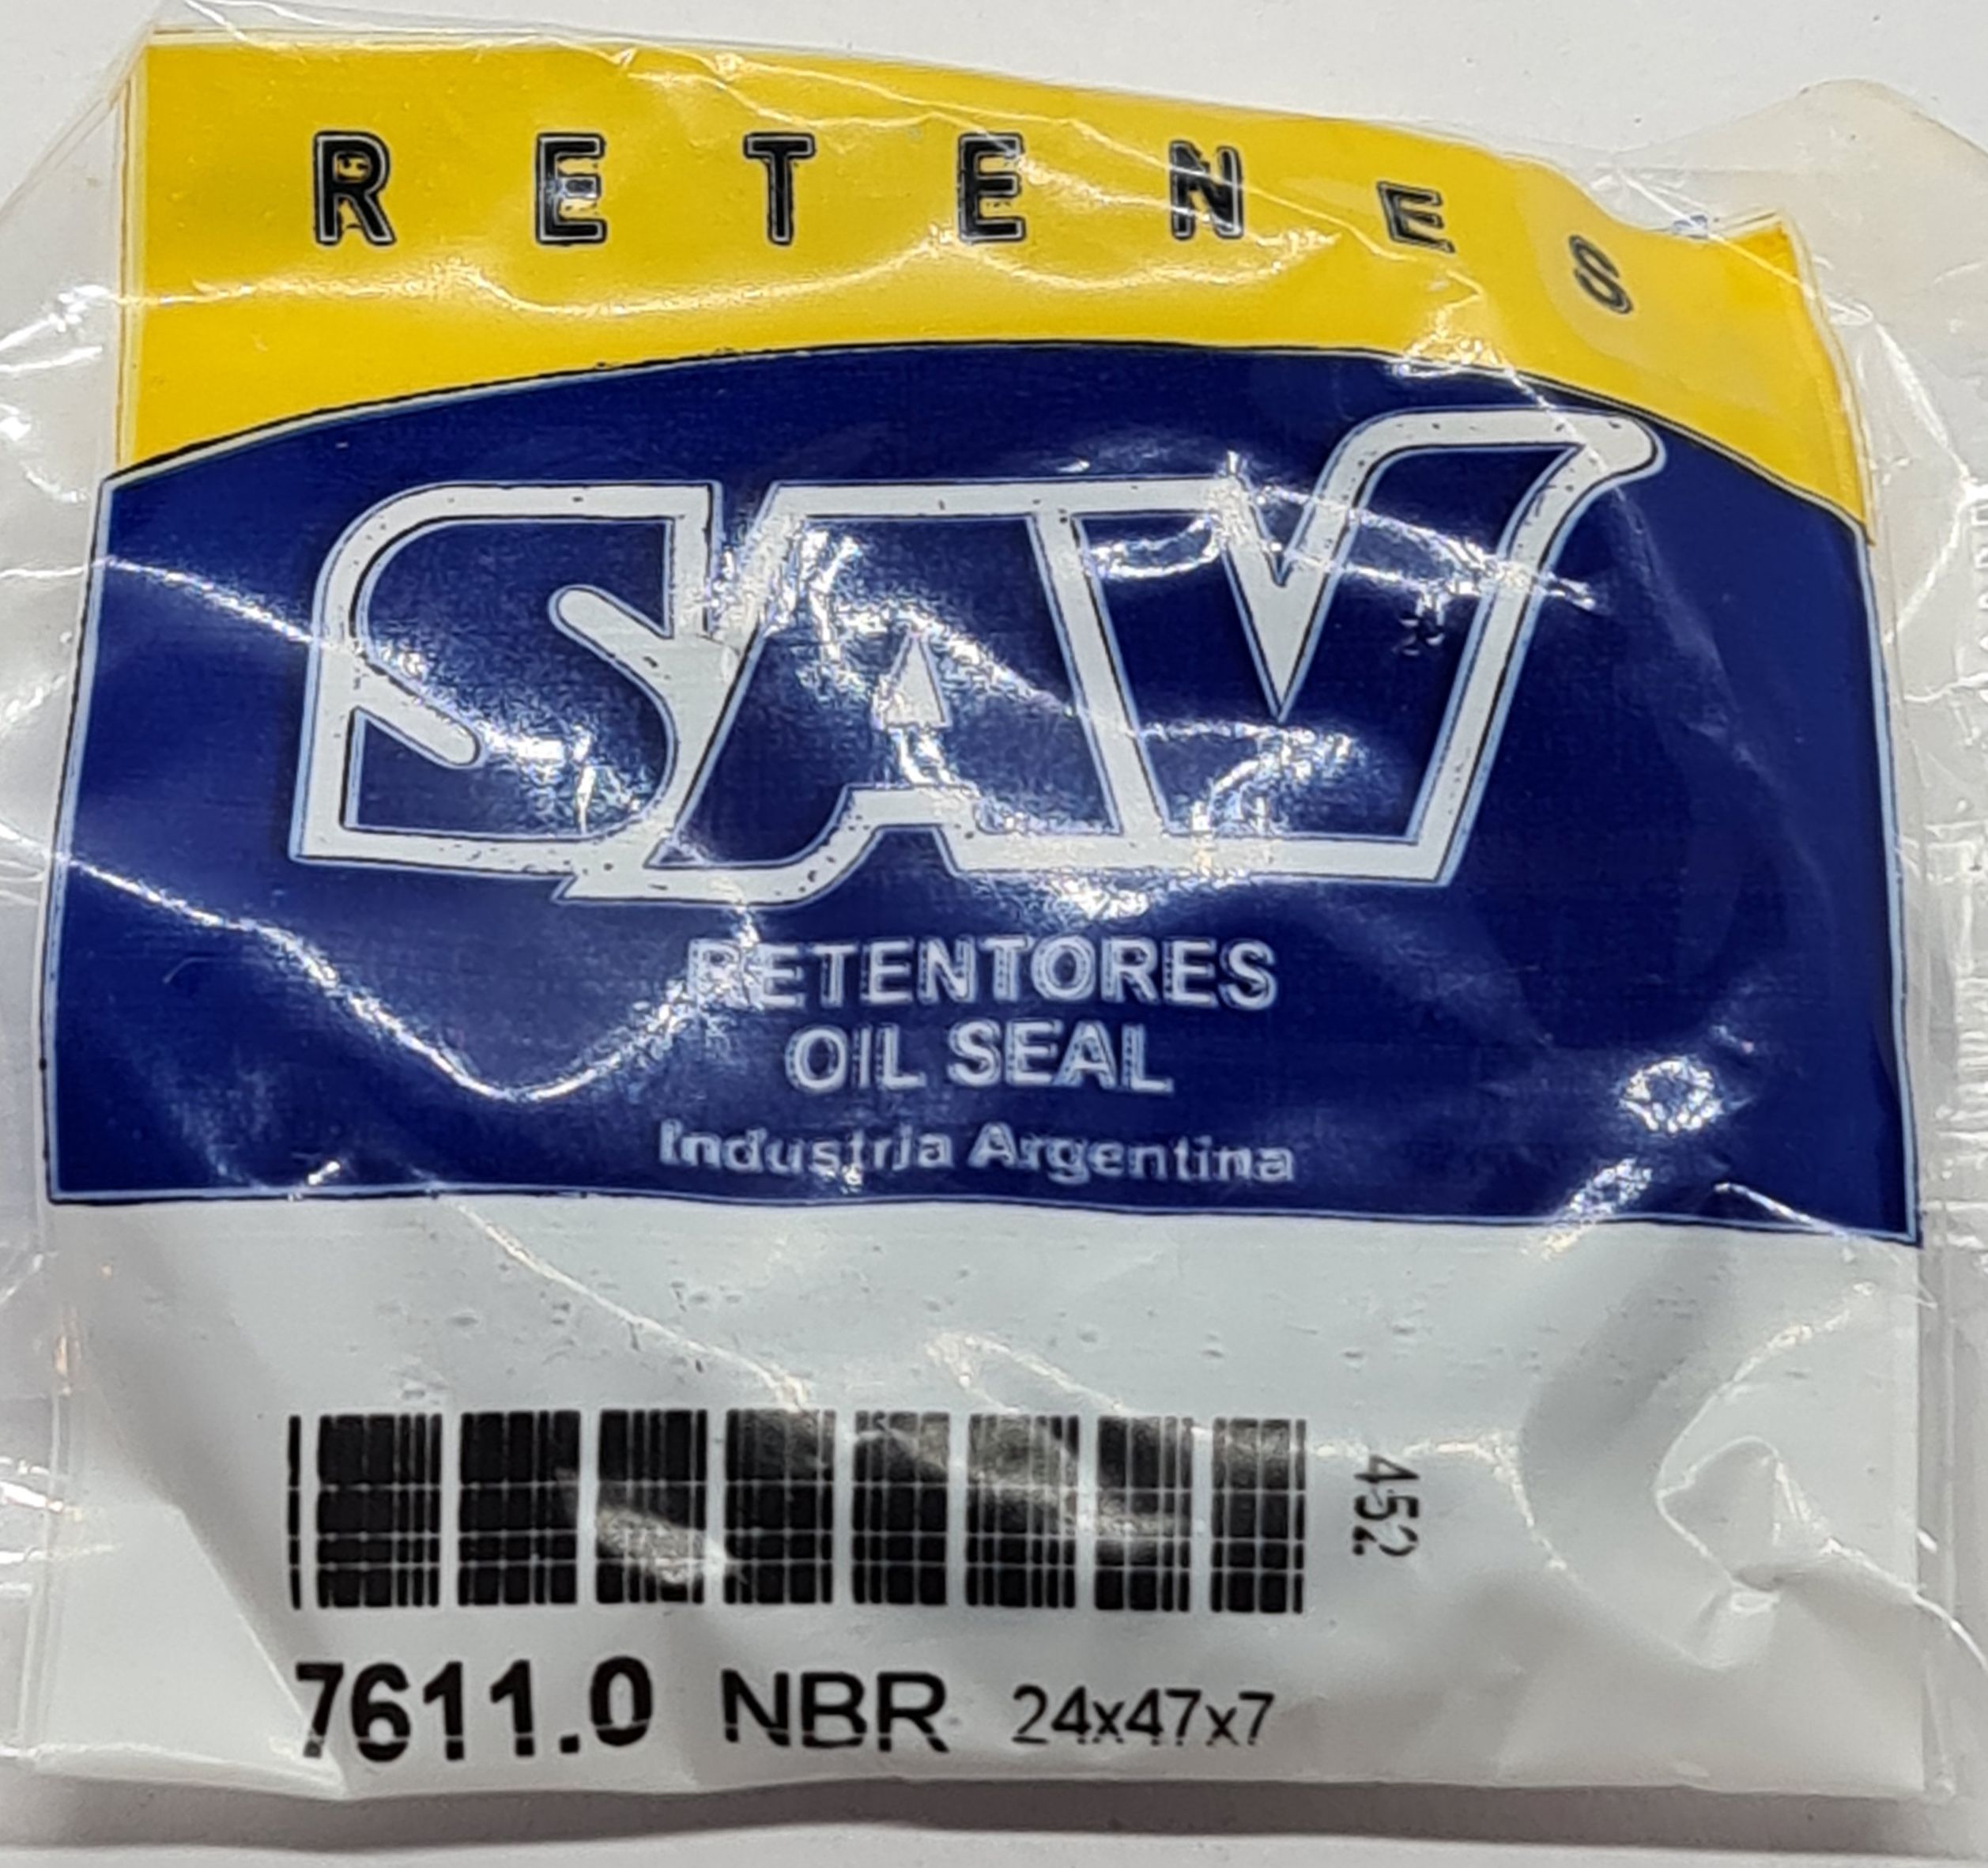 RETENES
SAV
RETENTORES
OIL SEAL
Industria Argentina
452
7611.0 NBR 24x47x7